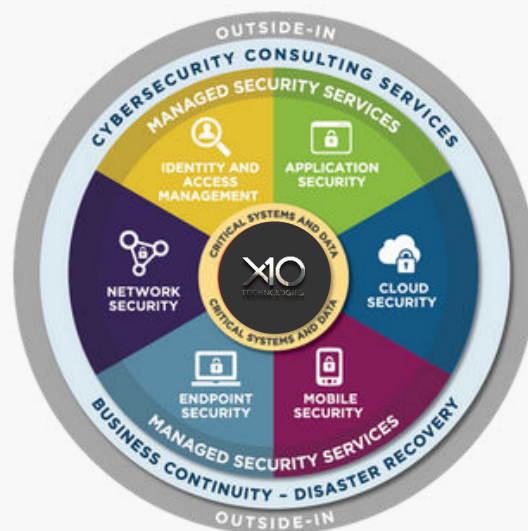 OUTSIDE-IN
CYBERSECURITY CONSULTING SERVICES
MANAGED SECURITY SERVICES
IDENTITY AND
ACCESS
MANAGEMENT
APPLICATION
SECURITY
NETWORK
SECURITY
CRITICAL SYSTEMS AND DATA
X10
TECHNOLOGIES
CRITICAL SYSTEMS AND DATA
CLOUD
SECURITY
ENDPOINT
SECURITY
MOBILE
SECURITY
MANAGED SECURITY SERVICES
BUSINESS CONTINUITY – DISASTER RECOVERY
OUTSIDE-IN